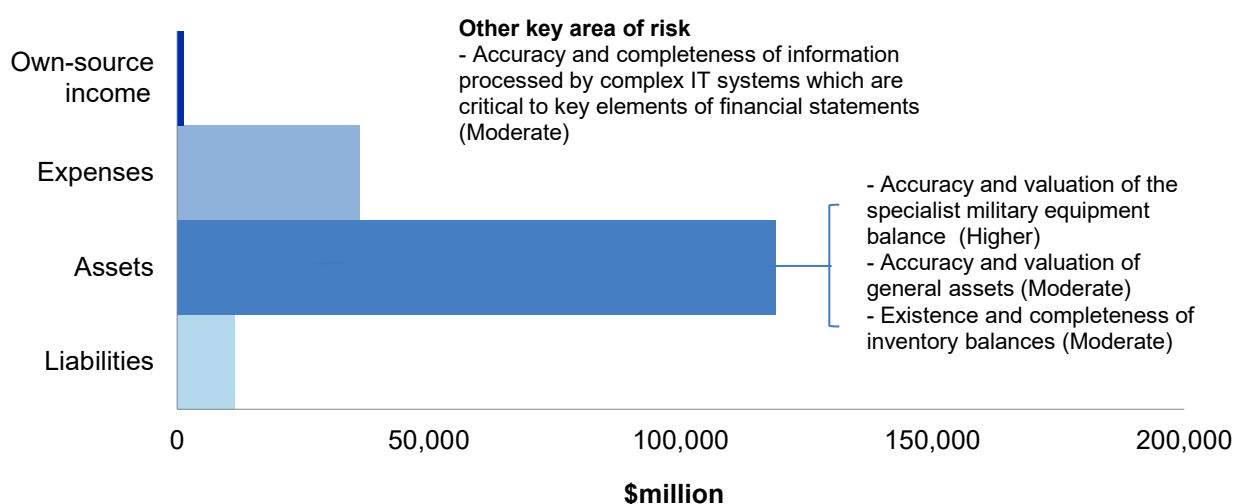 Other key area of risk
- Accuracy and completeness of information
processed by complex IT systems which are
critical to key elements of financial statements
(Moderate)
Own-source
income
Expenses
Assets
Liabilities
- Accuracy and valuation of the
specialist military equipment
balance (Higher)
- Accuracy and valuation of
general assets (Moderate)
- Existence and completeness of
inventory balances (Moderate)
0
50,000
100,000
150,000
200,000
$million